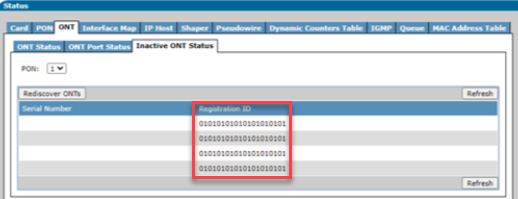 Status
Card PON ONT Interface Map IP Host Shaper Pseudowire Dynamic Counters Table IGMP Queue MAC Address Table
ONT Status ONT Port Status Inactive ONT Status
PON: 1
Rediscover ONTs Refresh
Serial Number Registration ID
01010101010101010101
01010101010101010101
01010101010101010101
01010101010101010101
Refresh